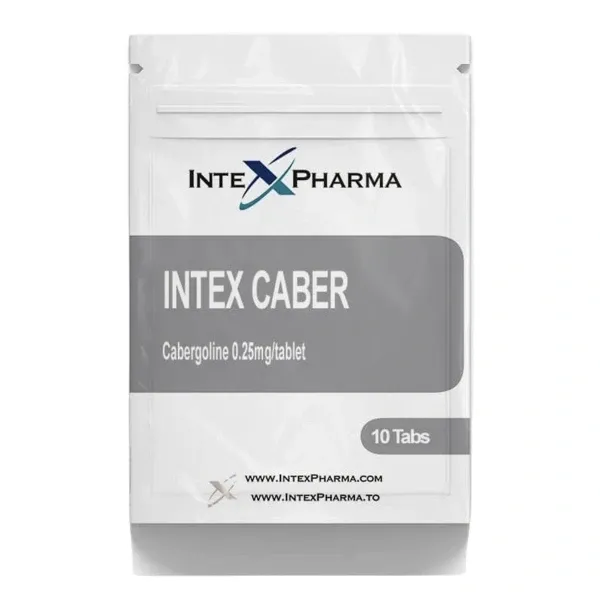 INTEXPHARMA
INTEX CABER
Cabergoline 0.25mg/tablet
10 Tabs
WWW.INTEXPHARMA.COM
WWW.INTEXPHARMA.TO